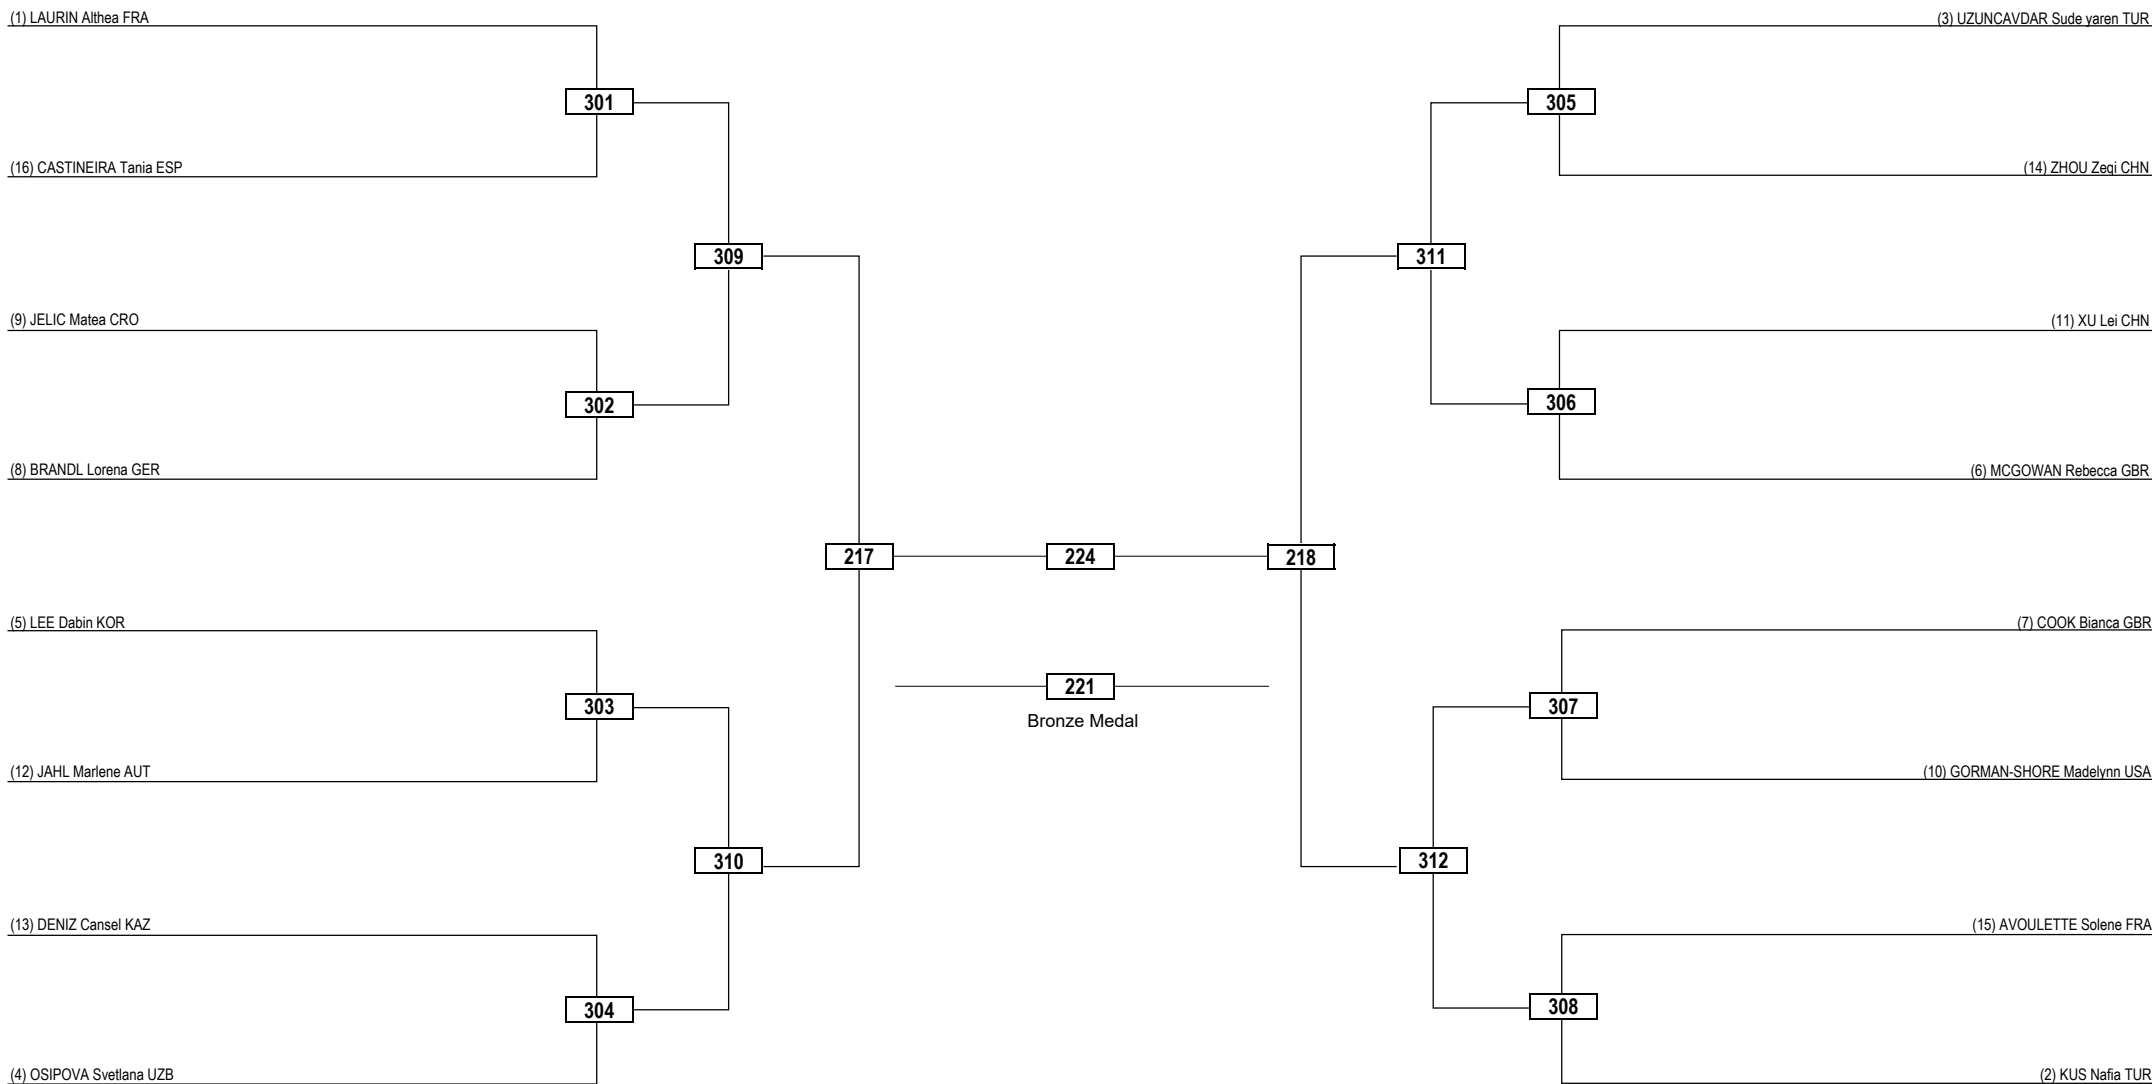 (1) LAURIN Althea FRA
(3) UZUNCAVDAR Sude yaren TUR
301
305
(16) CASTINEIRA Tania ESP
(14) ZHOU Zeqi CHN
309
311
(9) JELIC Matea CRO
(11) XU Lei CHN
302
306
(8) BRANDL Lorena GER
(6) MCGOWAN Rebecca GBR
217
224
218
(5) LEE Dabin KOR
(7) COOK Bianca GBR
221
Bronze Medal
303
307
(12) JAHL Marlene AUT
(10) GORMAN-SHORE Madelynn USA
310
312
(13) DENIZ Cansel KAZ
(15) AVOULETTE Solene FRA
304
308
(4) OSIPOVA Svetlana UZB
(2) KUS Nafia TUR